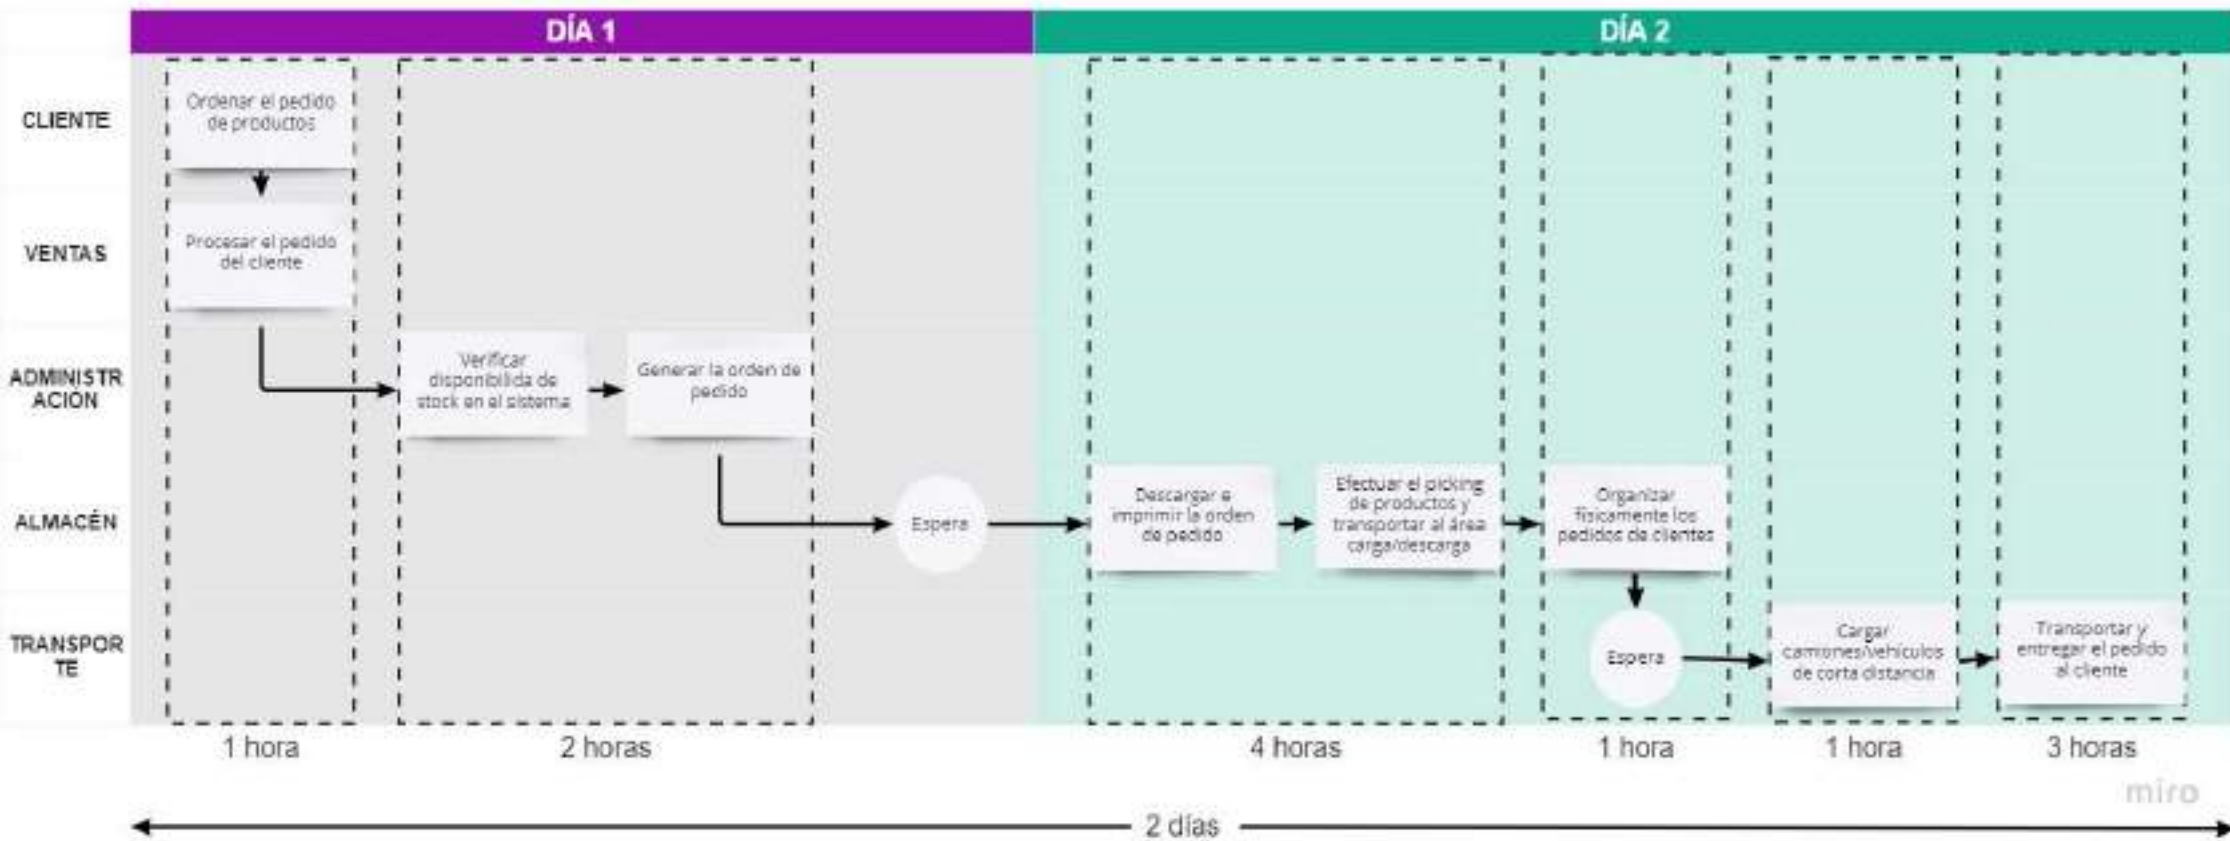 DÍA 1
DÍA 2
CLIENTE
Ordenar el pedido
de productos
VENTAS
Procesar el pedido
del cliente
ADMINISTR
ACIÓN
Verificar
disponibilida de
stock en el sistema
Generar la orden de
pedido
ALMACÉN
Espera
Descargar e
imprimir la orden
de pedido
Efectuar el picking
de productos y
transportar al área
carga/descarga
Organizar
físicamente los
pedidos de clientes
TRANSPOR
TE
Espera
Cargar
camiones/vehículos
de corta distancia
Transportar y
entregar el pedido
al cliente
1 hora
2 horas
4 horas
1 hora
1 hora
3 horas
miro
2 días